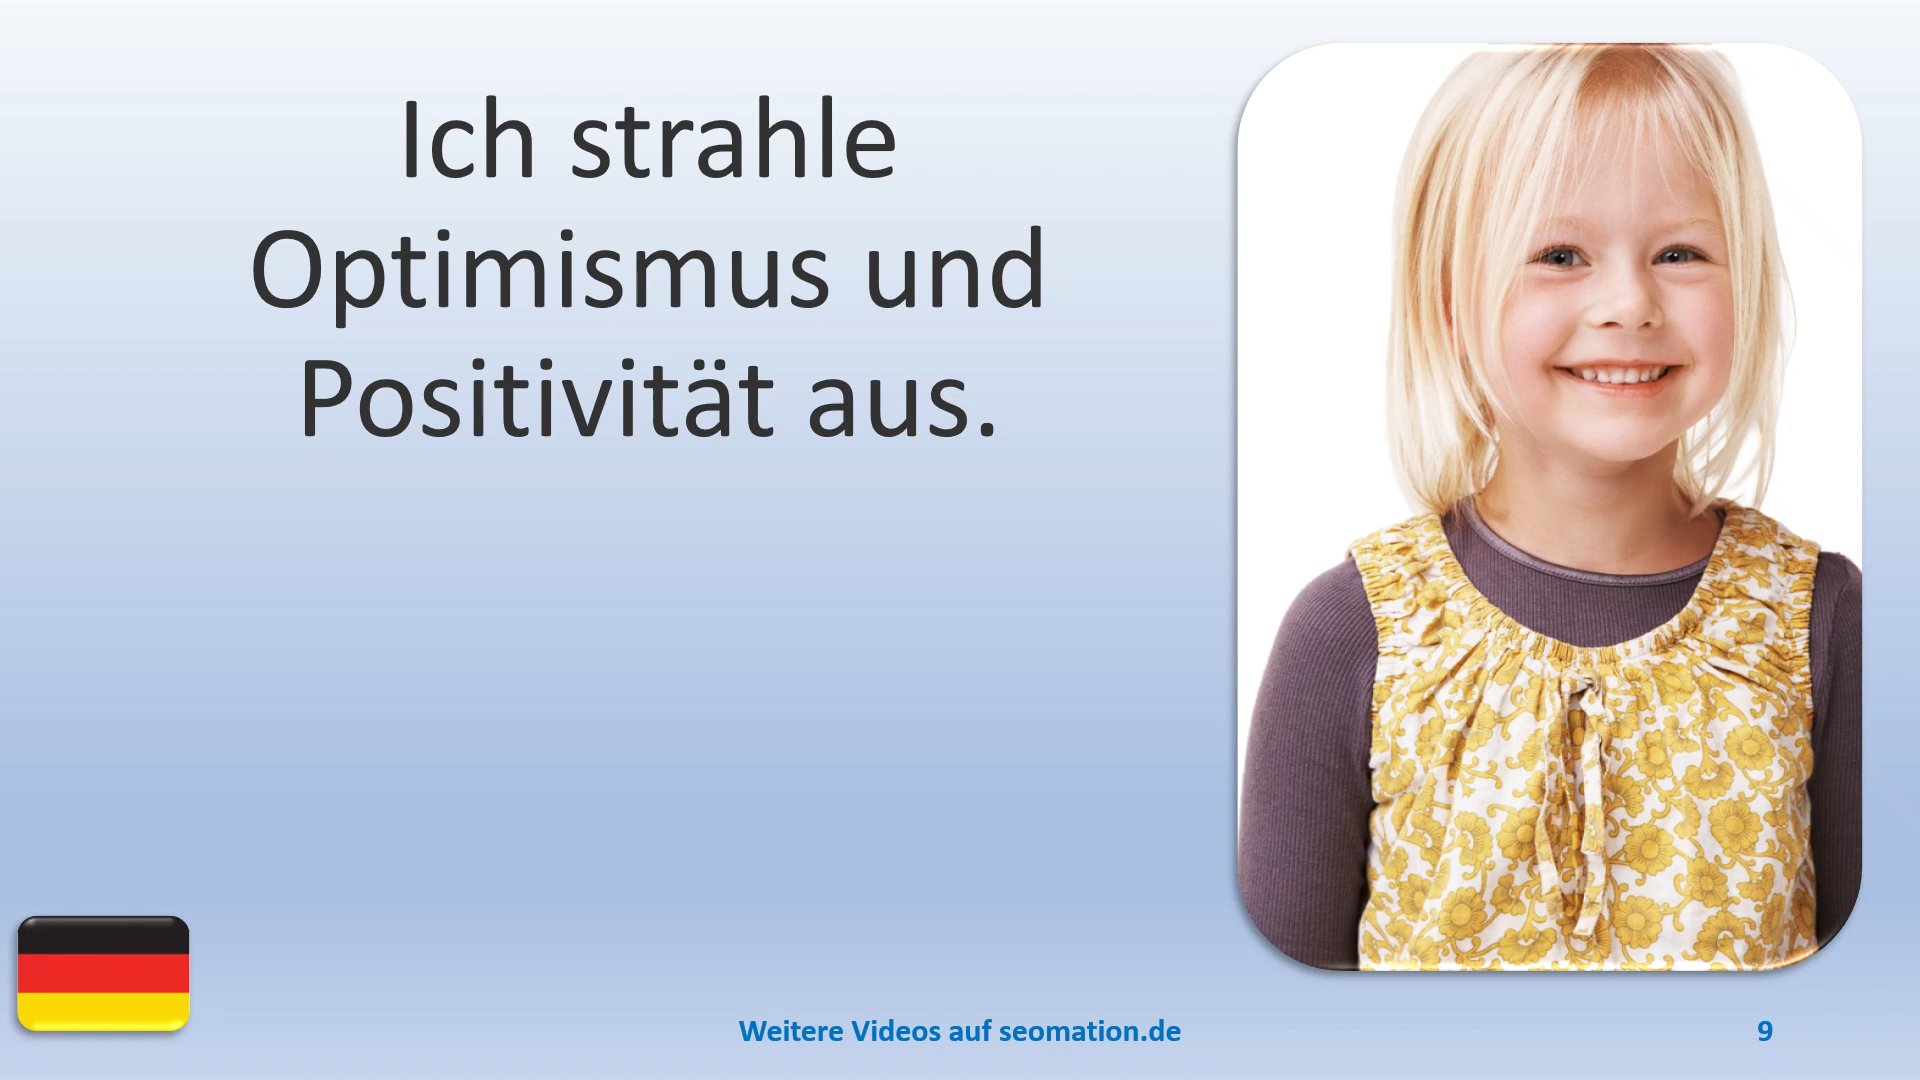 Ich strahle
Optimismus und
Positivität aus.
Weitere Videos auf seomation.de
9